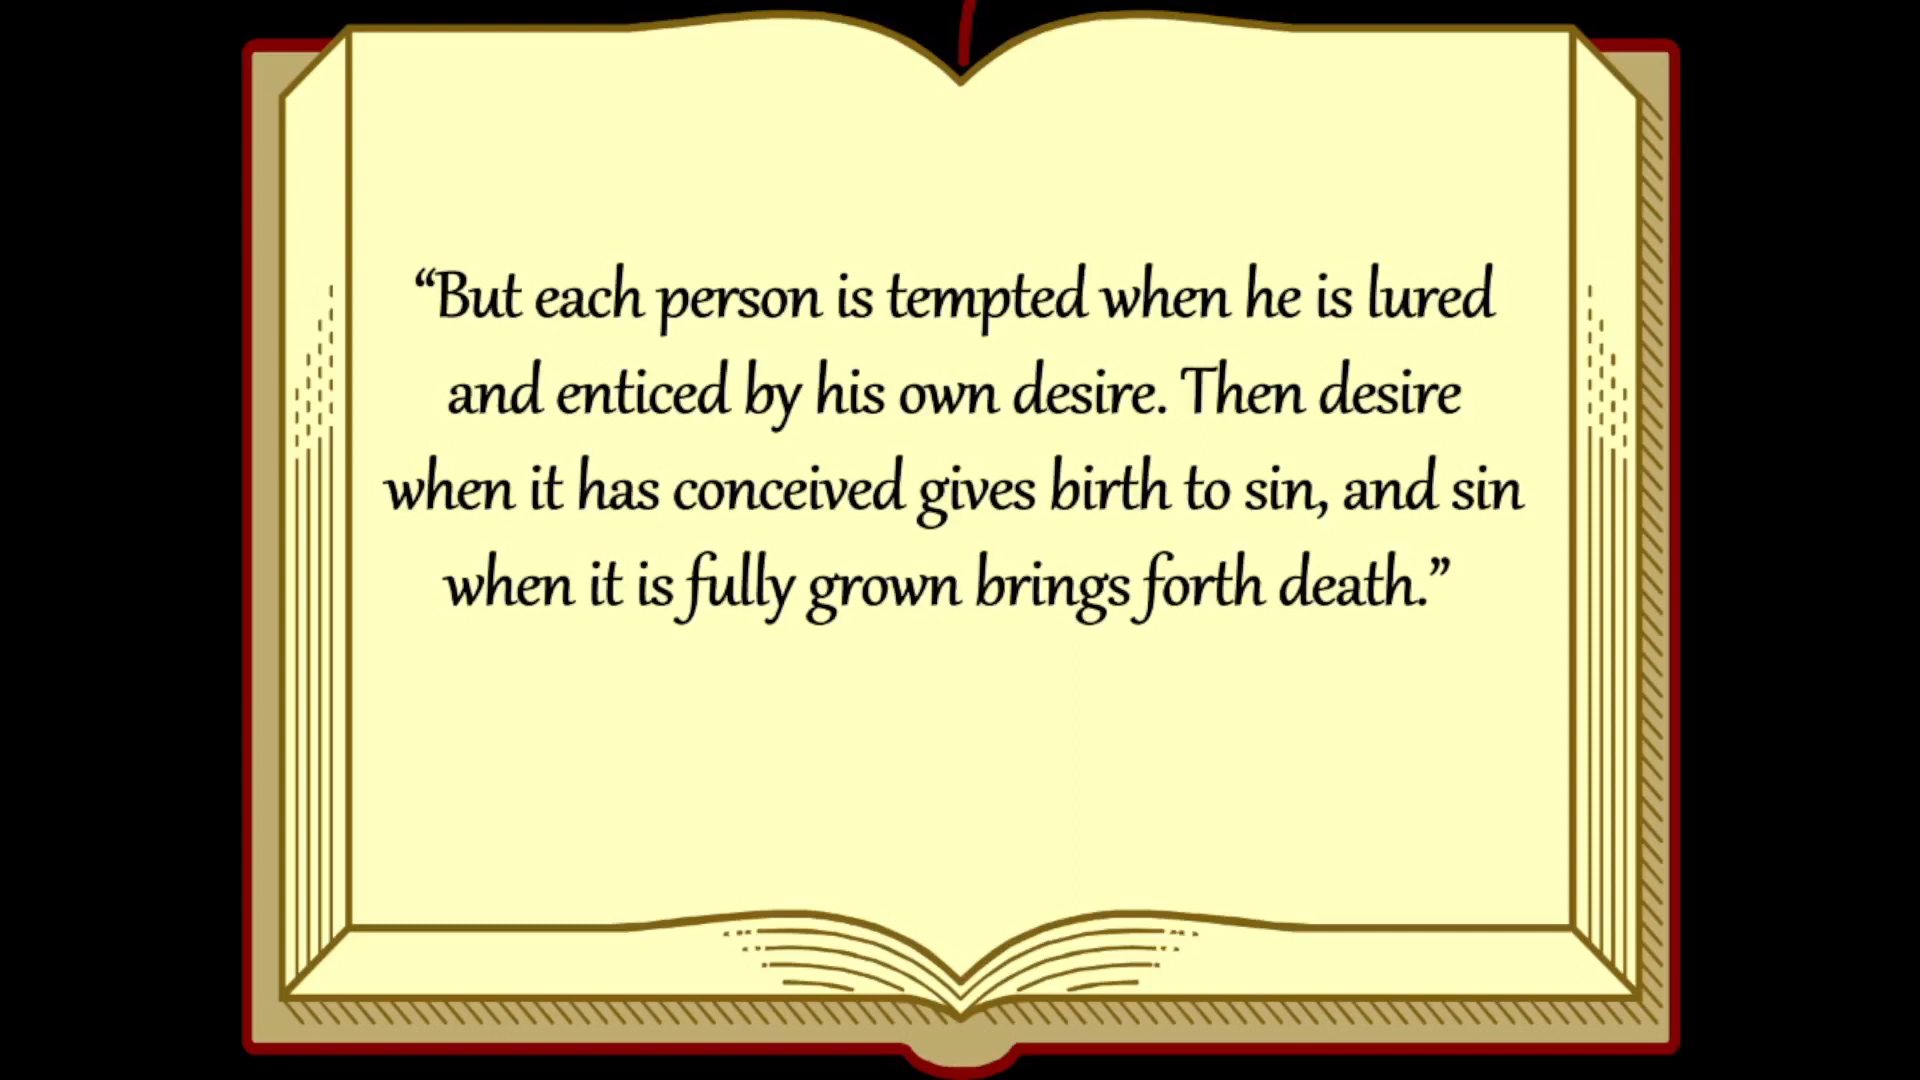 “But each person is tempted when he is lured
and enticed by his own desire. Then desire
when it has conceived gives birth to sin, and sin
when it is fully grown brings forth death.”